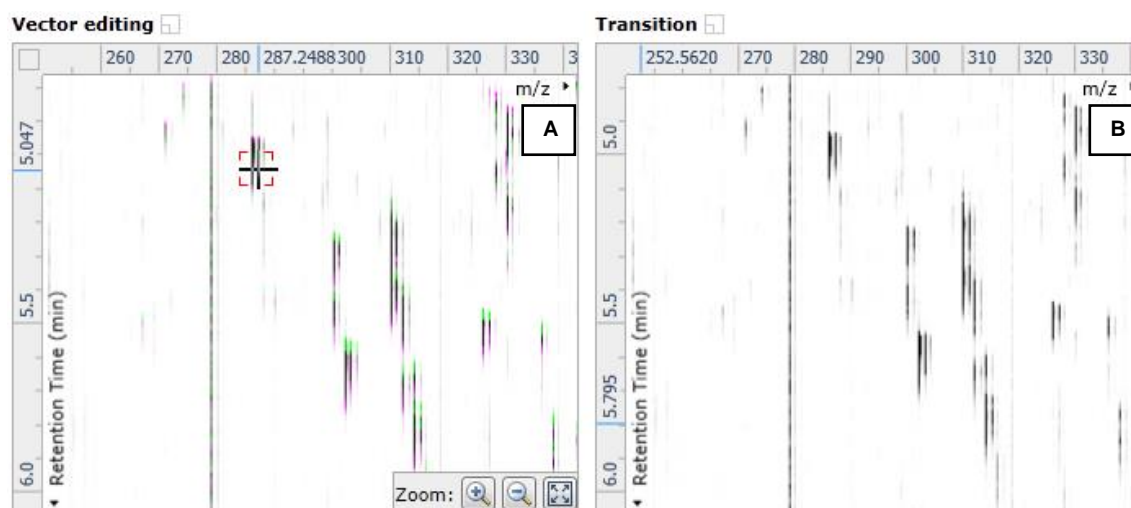 Vector editing
260 270 280 287.2488300 310 320 330 3
m/z
A
5.047
5.5
6.0
Retention Time (min)
Zoom:
Transition
252.5620 270 280 290 300 310 320 330
m/z
B
5.0
5.5
5.795
6.0
Retention Time (min)